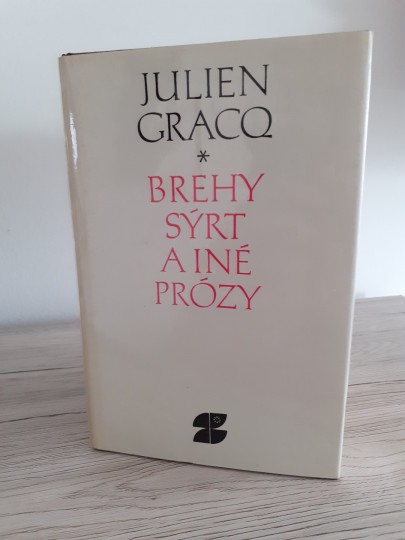 JULIEN
GRACQ
*
BREHY
SÝRT
A INÉ
PRÓZY